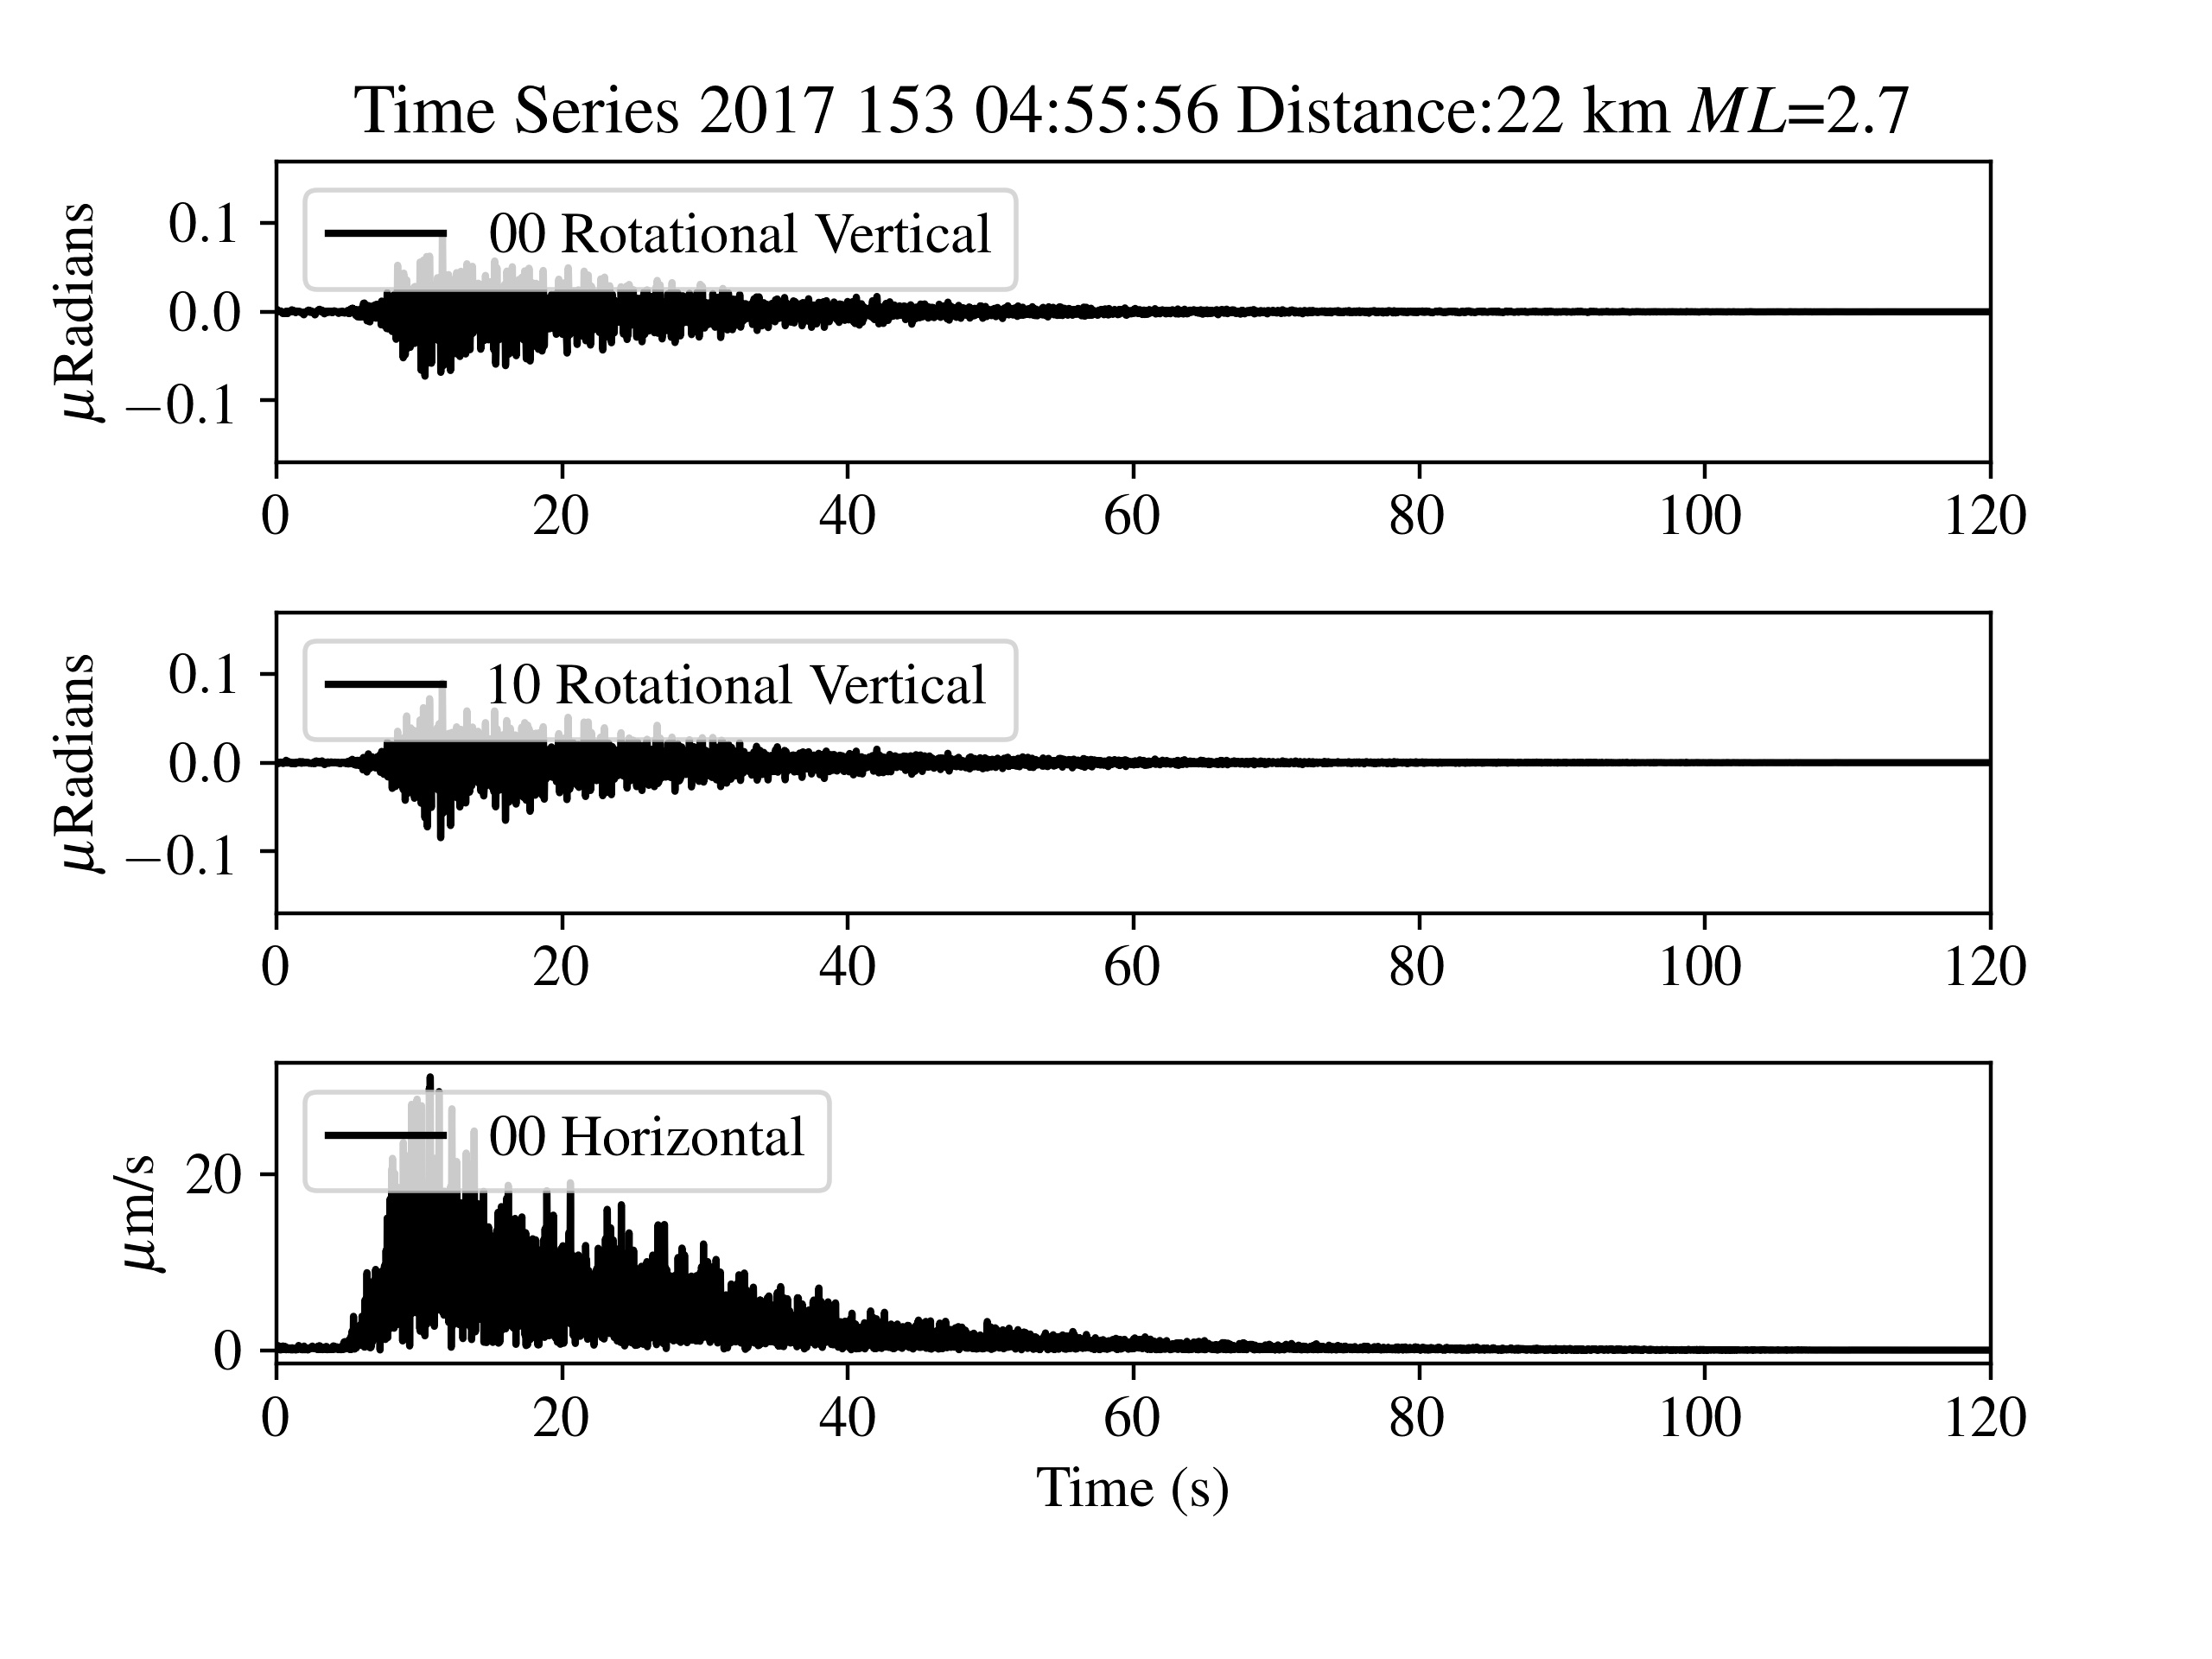 Time Series 2017 153 04:55:56 Distance:22 km ML=2.7
μRadians
0.1
0.0
−0.1
00 Rotational Vertical
0 20 40 60 80 100 120
μRadians
0.1
0.0
−0.1
10 Rotational Vertical
0 20 40 60 80 100 120
μm/s
20
0
00 Horizontal
0 20 40 60 80 100 120
Time (s)